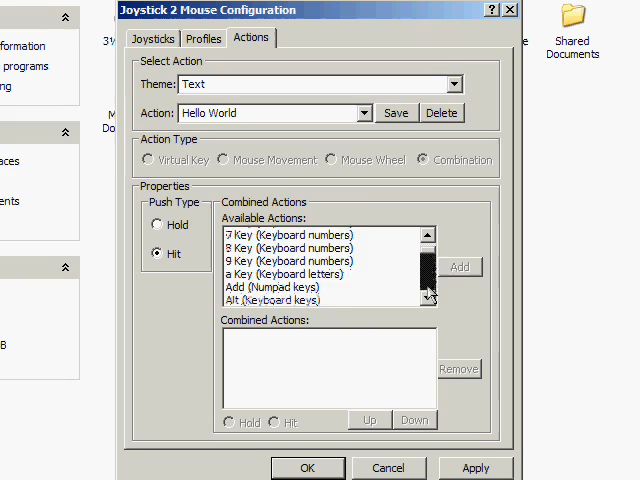 Joystick 2 Mouse Configuration
Joysticks
Profiles
Actions
Select Action
Theme: Text
Action: Hello World
Save
Delete
Action Type
Virtual Key
Mouse Movement
Mouse Wheel
Combination
Properties
Push Type
Hold
Hit
Combined Actions
Available Actions:
7 Key (Keyboard numbers)
8 Key (Keyboard numbers)
9 Key (Keyboard numbers)
a Key (Keyboard letters)
Add (Numpad keys)
Alt (Keyboard keys)
Add
Combined Actions:
Remove
Hold
Hit
Up
Down
OK
Cancel
Apply
Shared
Documents
formation
programs
ng
aces
ents
B
31
e
M
Do